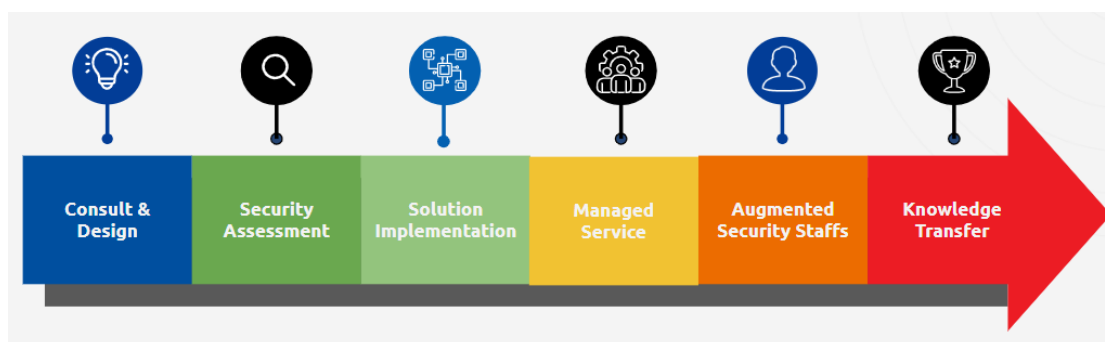 Consult &
Design
Security
Assessment
Solution
Implementation
Managed
Service
Augmented
Security Staffs
Knowledge
Transfer